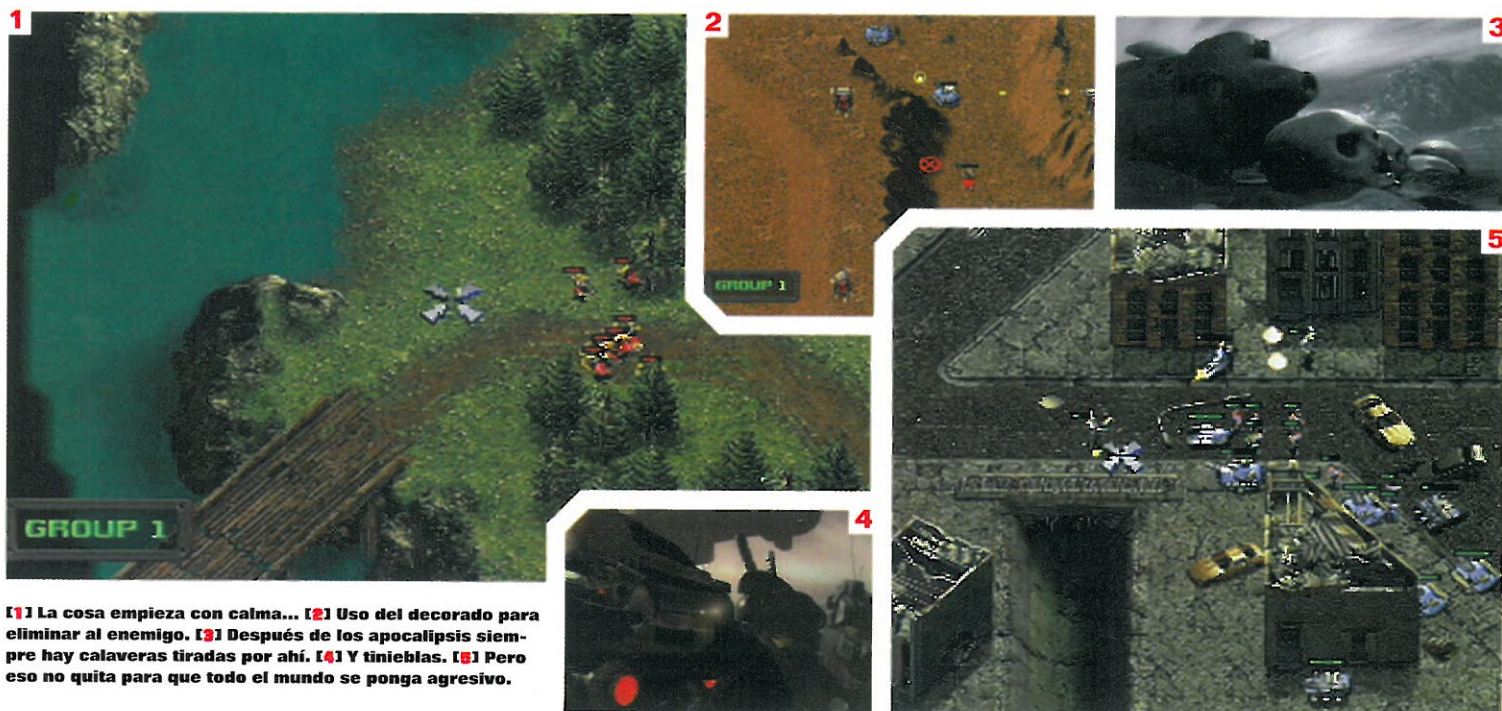 1
2
3
GROUP 1
5
GROUP 1
4
[1] La cosa empieza con calma... [2] Uso del decorado para
eliminar al enemigo. [3] Después de los apocalipsis siem-
pre hay calaveras tiradas por ahí. [4] Y tinieblas. [5] Pero
eso no quita para que todo el mundo se ponga agresivo.